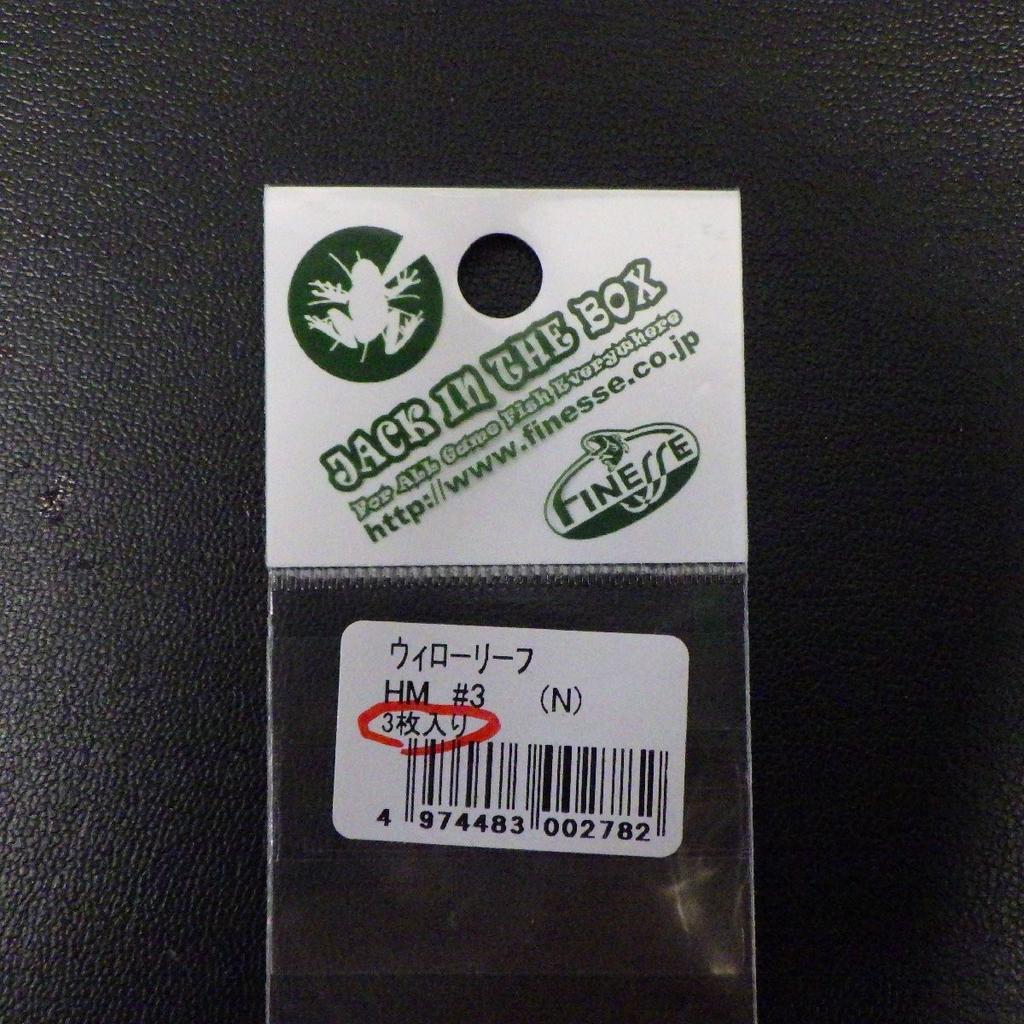 JACK IN THE BOX
For ALL Game Fish Everywhere
http://www.finesse.co.jp
FINESSE
ウィローリーフ
HM #3 (N)
3枚入り
4 974483 002782